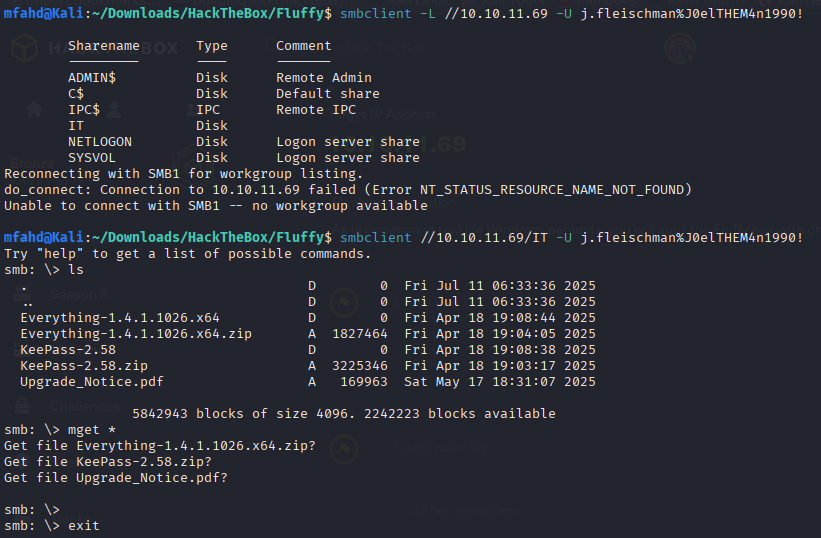 mfahd@Kali:~/Downloads/HackTheBox/Fluffy$ smbclient -L //10.10.11.69 -U j.fleischman%J0elTHEM4n1990!
Sharename Type Comment
--------- ---- -------
ADMIN$ Disk Remote Admin
C$ Disk Default share
IPC$ IPC Remote IPC
IT Disk
NETLOGON Disk Logon server share
SYSVOL Disk Logon server share
Reconnecting with SMB1 for workgroup listing.
do_connect: Connection to 10.10.11.69 failed (Error NT_STATUS_RESOURCE_NAME_NOT_FOUND)
Unable to connect with SMB1 -- no workgroup available
mfahd@Kali:~/Downloads/HackTheBox/Fluffy$ smbclient //10.10.11.69/IT -U j.fleischman%J0elTHEM4n1990!
Try "help" to get a list of possible commands.
smb: \> ls
. D 0 Fri Jul 11 06:33:36 2025
.. D 0 Fri Jul 11 06:33:36 2025
Everything-1.4.1.1026.x64 D 0 Fri Apr 18 19:08:44 2025
Everything-1.4.1.1026.x64.zip A 1827464 Fri Apr 18 19:04:05 2025
KeePass-2.58 D 0 Fri Apr 18 19:08:38 2025
KeePass-2.58.zip A 3225346 Fri Apr 18 19:03:17 2025
Upgrade_Notice.pdf A 169963 Sat May 17 18:31:07 2025
5842943 blocks of size 4096. 2242223 blocks available
smb: \> mget *
Get file Everything-1.4.1.1026.x64.zip?
Get file KeePass-2.58.zip?
Get file Upgrade_Notice.pdf?
smb: \>
smb: \> exit